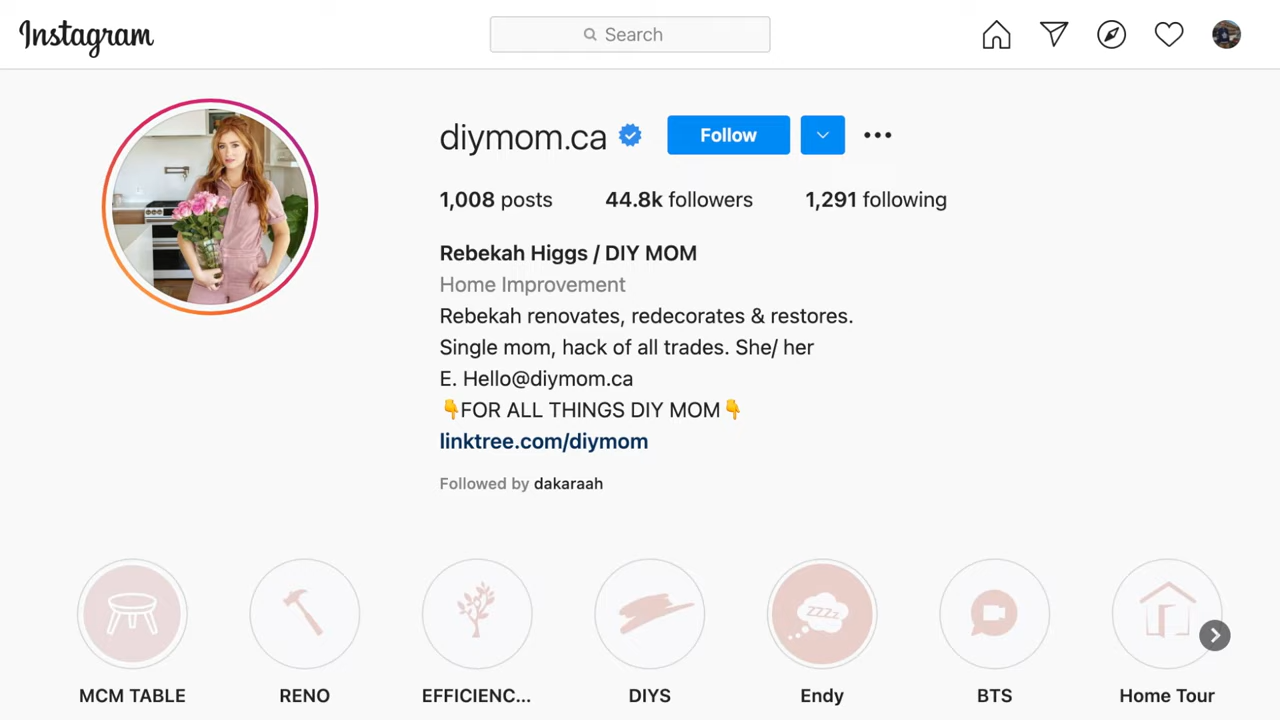 Instagram
Search
diymom.ca
Follow
1,008 posts 44.8k followers 1,291 following
Rebekah Higgs / DIY MOM
Home Improvement
Rebekah renovates, redecorates & restores.
Single mom, hack of all trades. She/ her
E. Hello@diymom.ca
👇FOR ALL THINGS DIY MOM👇
linktree.com/diymom
Followed by dakaraah
zzzz
MCM TABLE RENO EFFICIENC... DIYS Endy BTS Home Tour